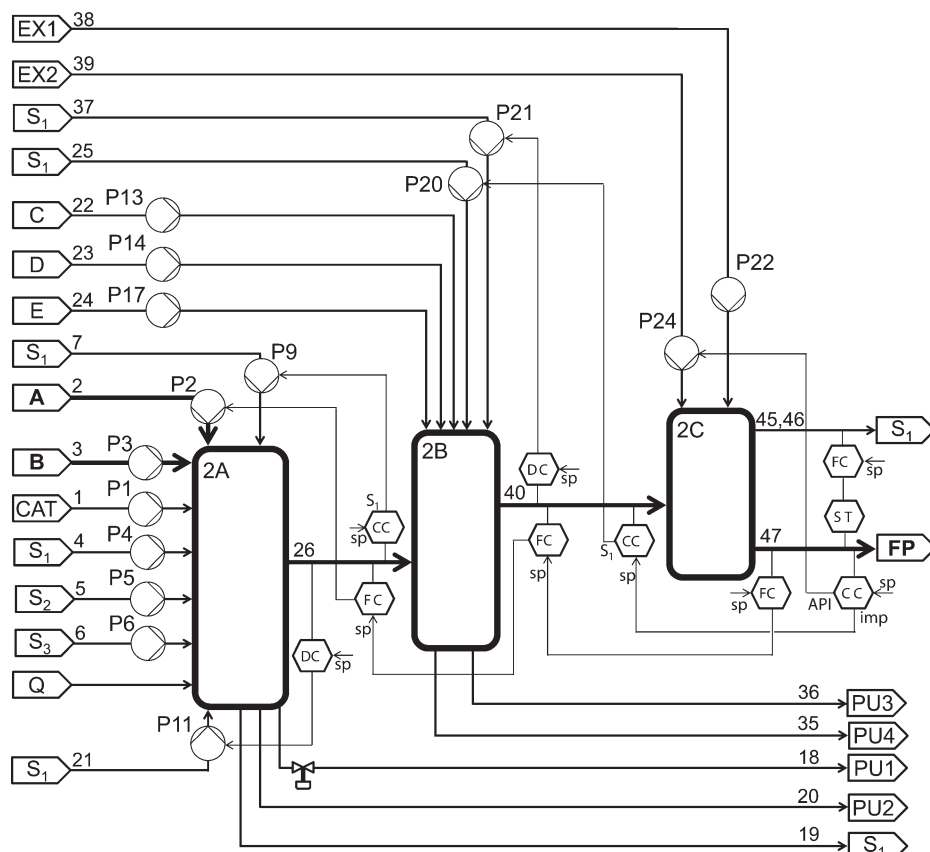 EX1 38
EX2 39
S1 37
P21
S1 25
P20
C 22 P13
D 23 P14
E 24 P17
P22
P24
S1 7
P9
A 2 P2
B 3 P3
CAT 1 P1
S1 4 P4
S2 5 P5
S3 6 P6
Q
P11
S1 21
2A
2B
2C
45,46 S1
FC sp
ST
DC sp
40
S1
CC
sp
FC
sp
S1 CC
sp
47 FP
26
FC
sp
FC
sp
API CC sp
imp
DC sp
36 PU3
35 PU4
18 PU1
20 PU2
19 S1